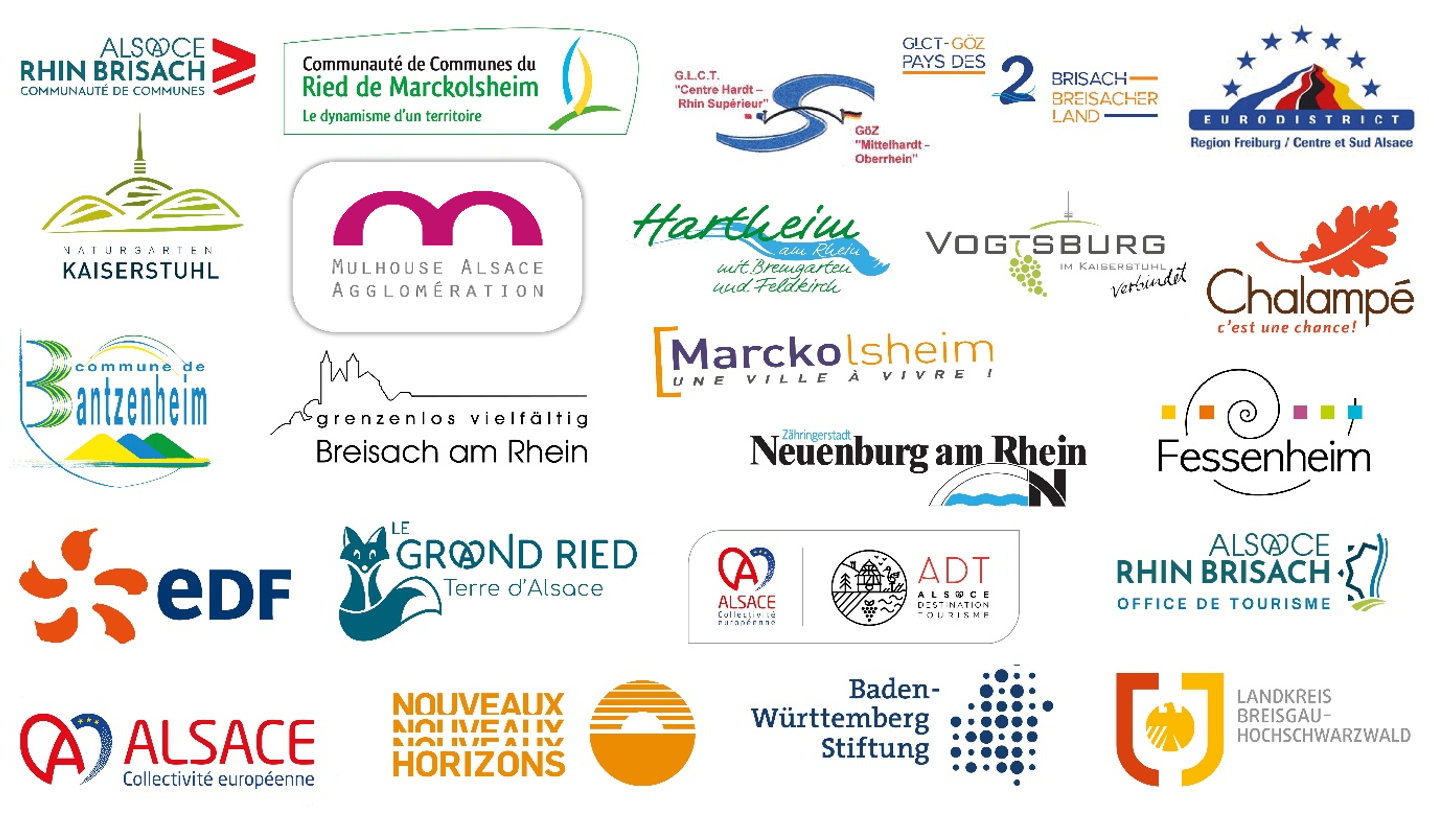 ALSACE
RHIN BRISACH
COMMUNAUTÉ DE COMMUNES
Communauté de Communes du
Ried de Marckolsheim
Le dynamisme d'un territoire
G.L.C.T.
"Centre Hardt –
Rhin Supérieur"
GöZ
"Mittelhardt –
Oberrhein"
GLCT-GÖZ
PAYS DES
2
BRISACH
BREISACHER
LAND
EURODISTRICT
Region Freiburg / Centre et Sud Alsace
NATURGARTEN
KAISERSTUHL
MULHOUSE ALSACE
AGGLOMÉRATION
Hartheim
am Rhein
mit Bremgarten
und Feldkirch
VOGTSBURG
IM KAISERSTUHL
verbindet
Chalampé
c'est une chance!
commune de
Bantzenheim
grenzenlos vielfältig
Breisach am Rhein
Marckolsheim
UNE VILLE À VIVRE !
Zähringerstadt
Neuenburg am Rhein
N
Fessenheim
eDF
LE
GRAND RIED
Terre d'Alsace
ALSACE
Collectivité
européenne
ADT
ALSACE
DESTINATION
TOURISME
ALSACE
RHIN BRISACH
OFFICE DE TOURISME
ALSACE
Collectivité européenne
NOUVEAUX
NOUVEAUX
NOUVEAUX
HORIZONS
Baden-
Württemberg
Stiftung
LANDKREIS
BREISGAU-
HOCHSCHWARZWALD